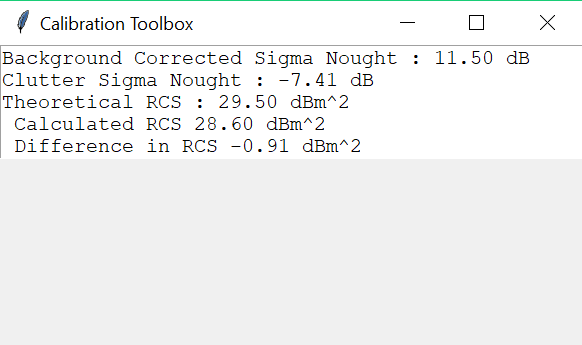 Calibration Toolbox
Background Corrected Sigma Nought : 11.50 dB
Clutter Sigma Nought : -7.41 dB
Theoretical RCS : 29.50 dBm^2
Calculated RCS 28.60 dBm^2
Difference in RCS -0.91 dBm^2